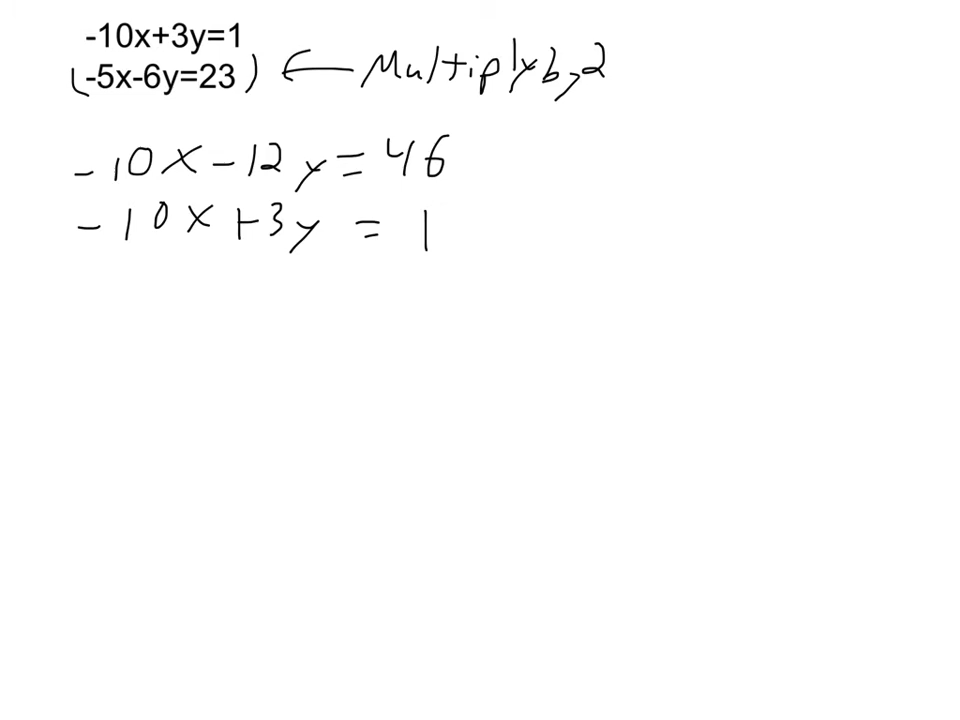 -10x+3y=1
(-5x-6y=23) ← Multiply by 2
-10x-12y=46
-10x+3y=1